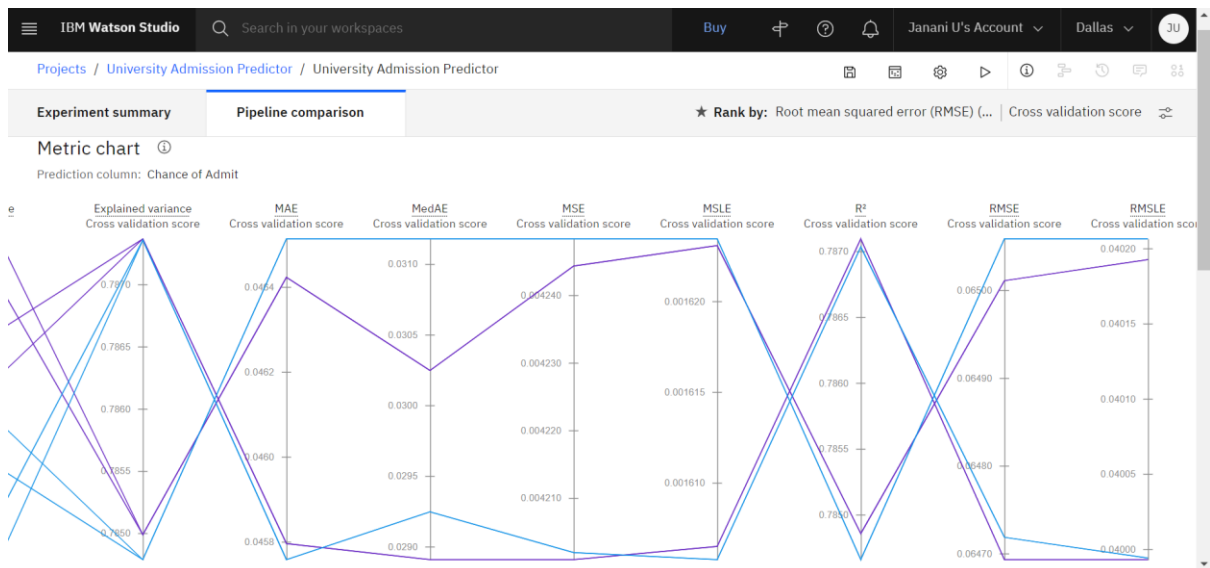 IBM Watson Studio Search in your workspaces Buy Janani U's Account Dallas JU
Projects / University Admission Predictor / University Admission Predictor
Experiment summary Pipeline comparison ★ Rank by: Root mean squared error (RMSE) (... | Cross validation score
Metric chart
Prediction column: Chance of Admit
e Explained variance MAE MedAE MSE MSLE R² RMSE RMSLE
Cross validation score Cross validation score Cross validation score Cross validation score Cross validation score Cross validation score Cross validation score Cross validation scor
0.7870 0.0464 0.0310 0.004240 0.001620 0.7870 0.06500 0.04020
0.7865 0.0462 0.0305 0.004230 0.001615 0.7865 0.06490 0.04015
0.7860 0.0460 0.0300 0.004220 0.001610 0.7860 0.06480 0.04010
0.7855 0.0458 0.0295 0.004210 0.7855 0.06470 0.04005
0.7850 0.0290 0.7850 0.04000